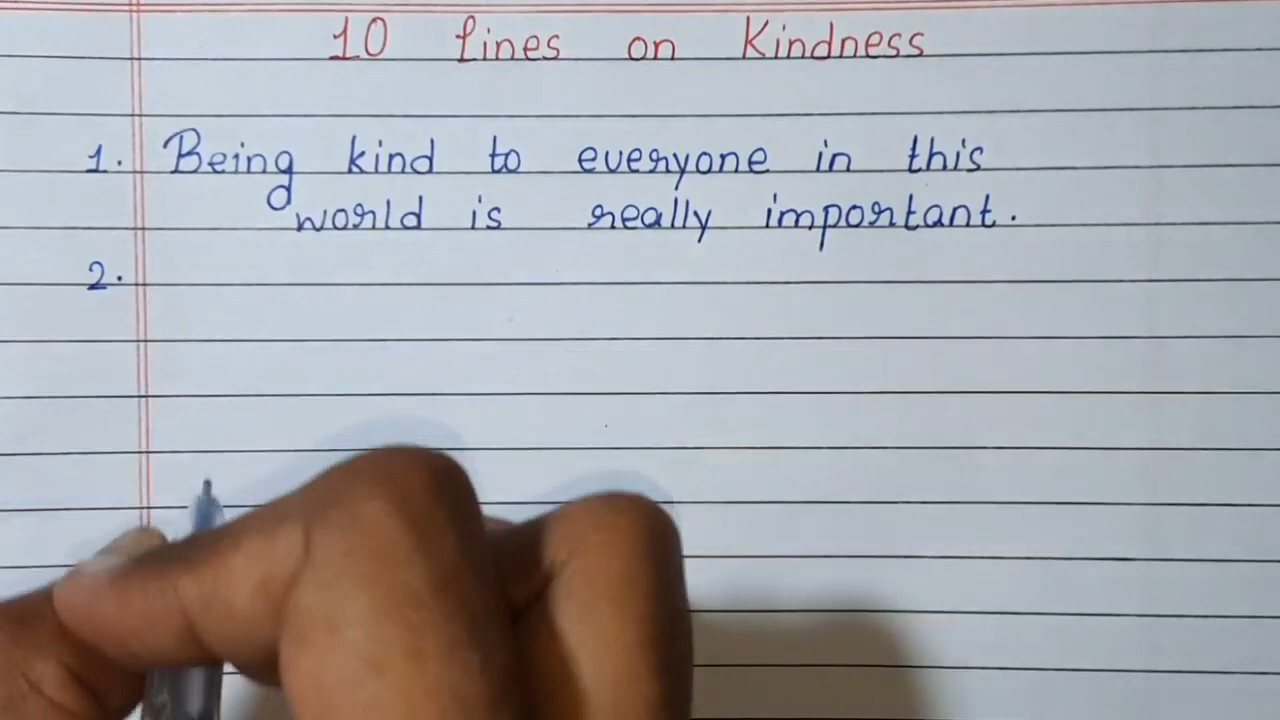 10 lines on Kindness
1. Being kind to everyone in this
world is really important.
2.